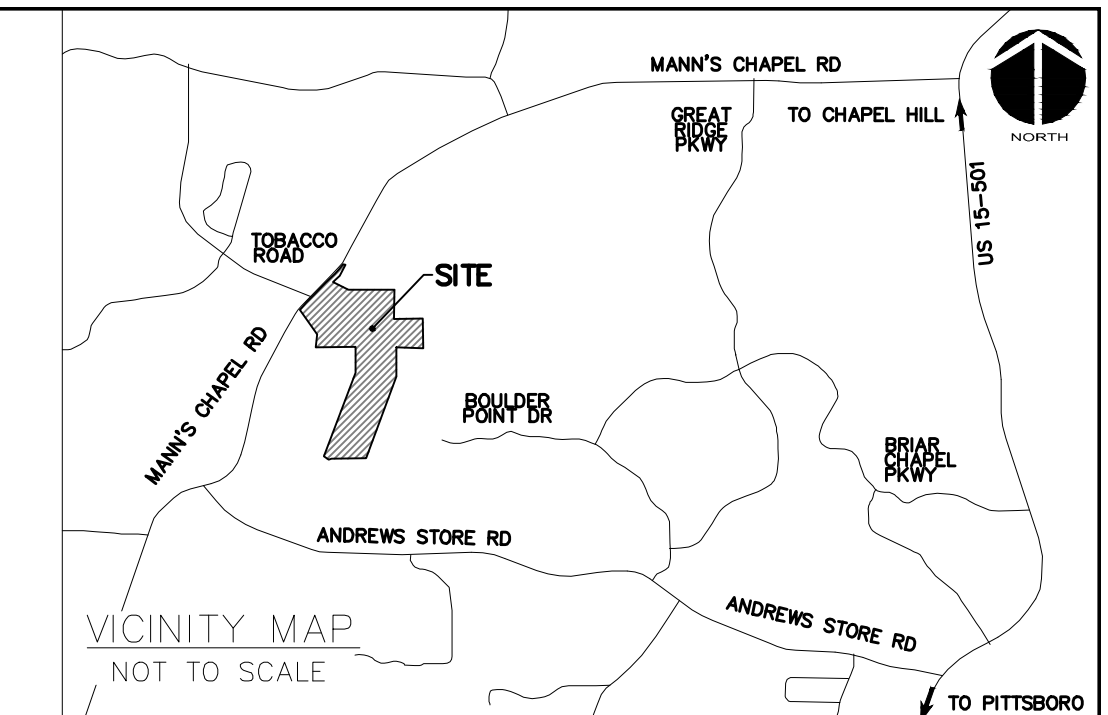 MANN'S CHAPEL RD
GREAT
RIDGE
PKWY
TO CHAPEL HILL
NORTH
US 15-501
TOBACCO
ROAD
SITE
MANN'S CHAPEL RD
BOULDER
POINT DR
BRIAR
CHAPEL
PKWY
ANDREWS STORE RD
ANDREWS STORE RD
VICINITY MAP
NOT TO SCALE
TO PITTSBORO